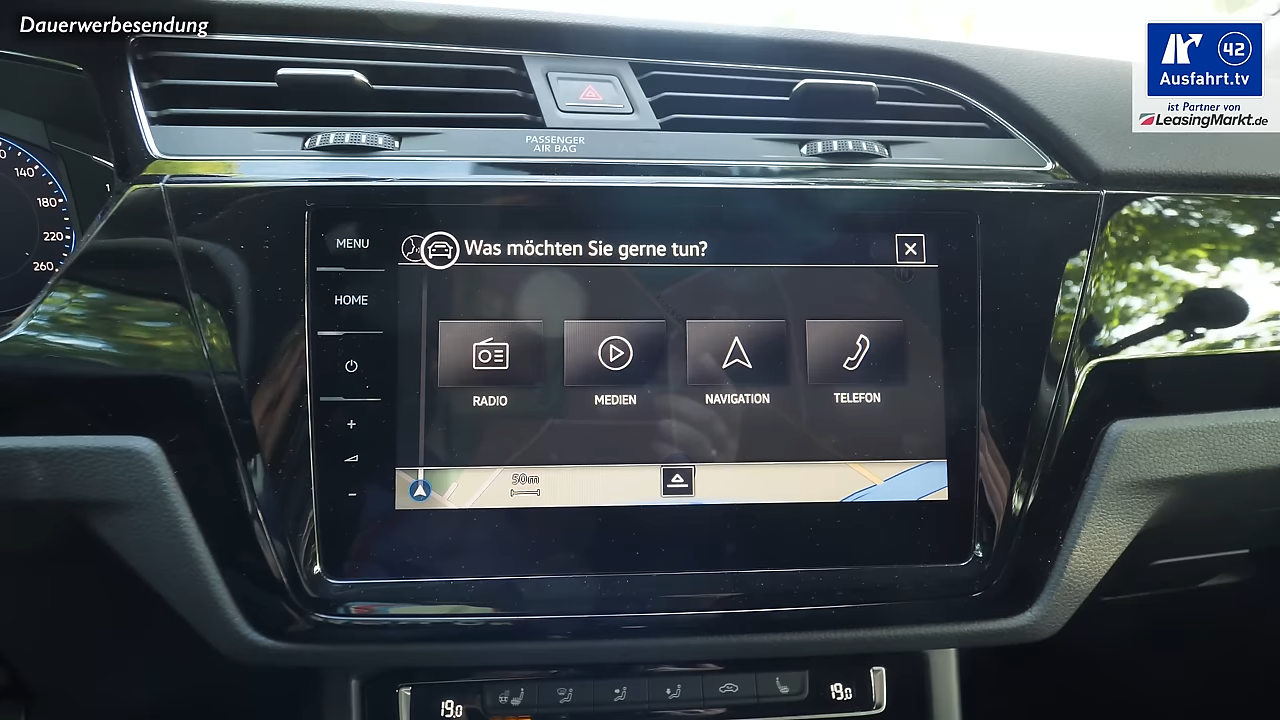 Dauerwerbesendung
42
Ausfahrt.tv
ist Partner von
LeasingMarkt.de
PASSENGER
AIR BAG
140
180
220
260
MENU
HOME
+
-
Was möchten Sie gerne tun?
RADIO
MEDIEN
NAVIGATION
TELEFON
50m
19.0
19.0